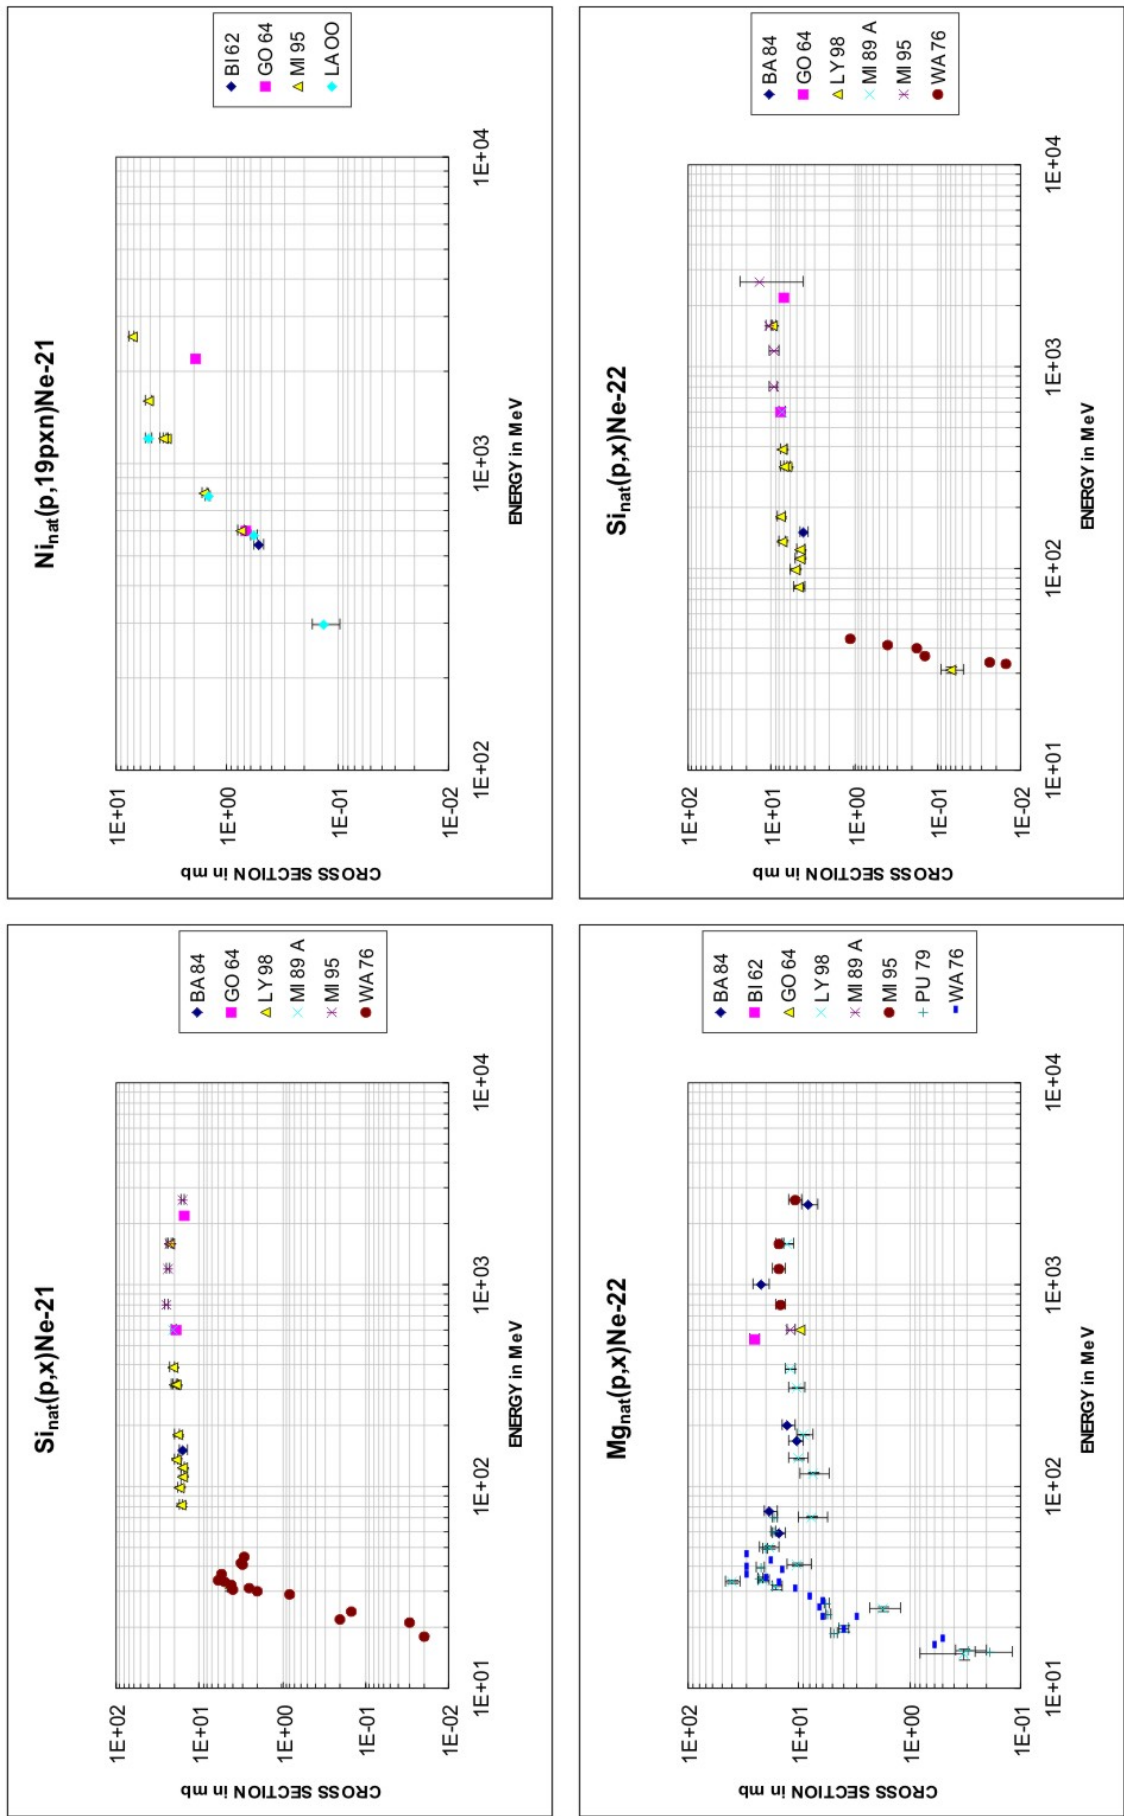 Si_nat(p,x)Ne-21
CROSS SECTION in mb
1E+02
1E+01
1E+00
1E-01
1E-02
1E+01 1E+02 1E+03 1E+04
ENERGY in MeV
BA 84
GO 64
LY 98
MI 89 A
MI 95
WA 76
Ni_nat(p,19pxn)Ne-21
CROSS SECTION in mb
1E+01
1E+00
1E-01
1E-02
1E+02 1E+03 1E+04
ENERGY in MeV
BI 62
GO 64
MI 95
LA OO
Mg_nat(p,x)Ne-22
CROSS SECTION in mb
1E+02
1E+01
1E+00
1E-01
1E+01 1E+02 1E+03 1E+04
ENERGY in MeV
BA 84
BI 62
GO 64
LY 98
MI 89 A
MI 95
PU 79
WA 76
Si_nat(p,x)Ne-22
CROSS SECTION in mb
1E+02
1E+01
1E+00
1E-01
1E-02
1E+01 1E+02 1E+03 1E+04
ENERGY in MeV
BA 84
GO 64
LY 98
MI 89 A
MI 95
WA 76